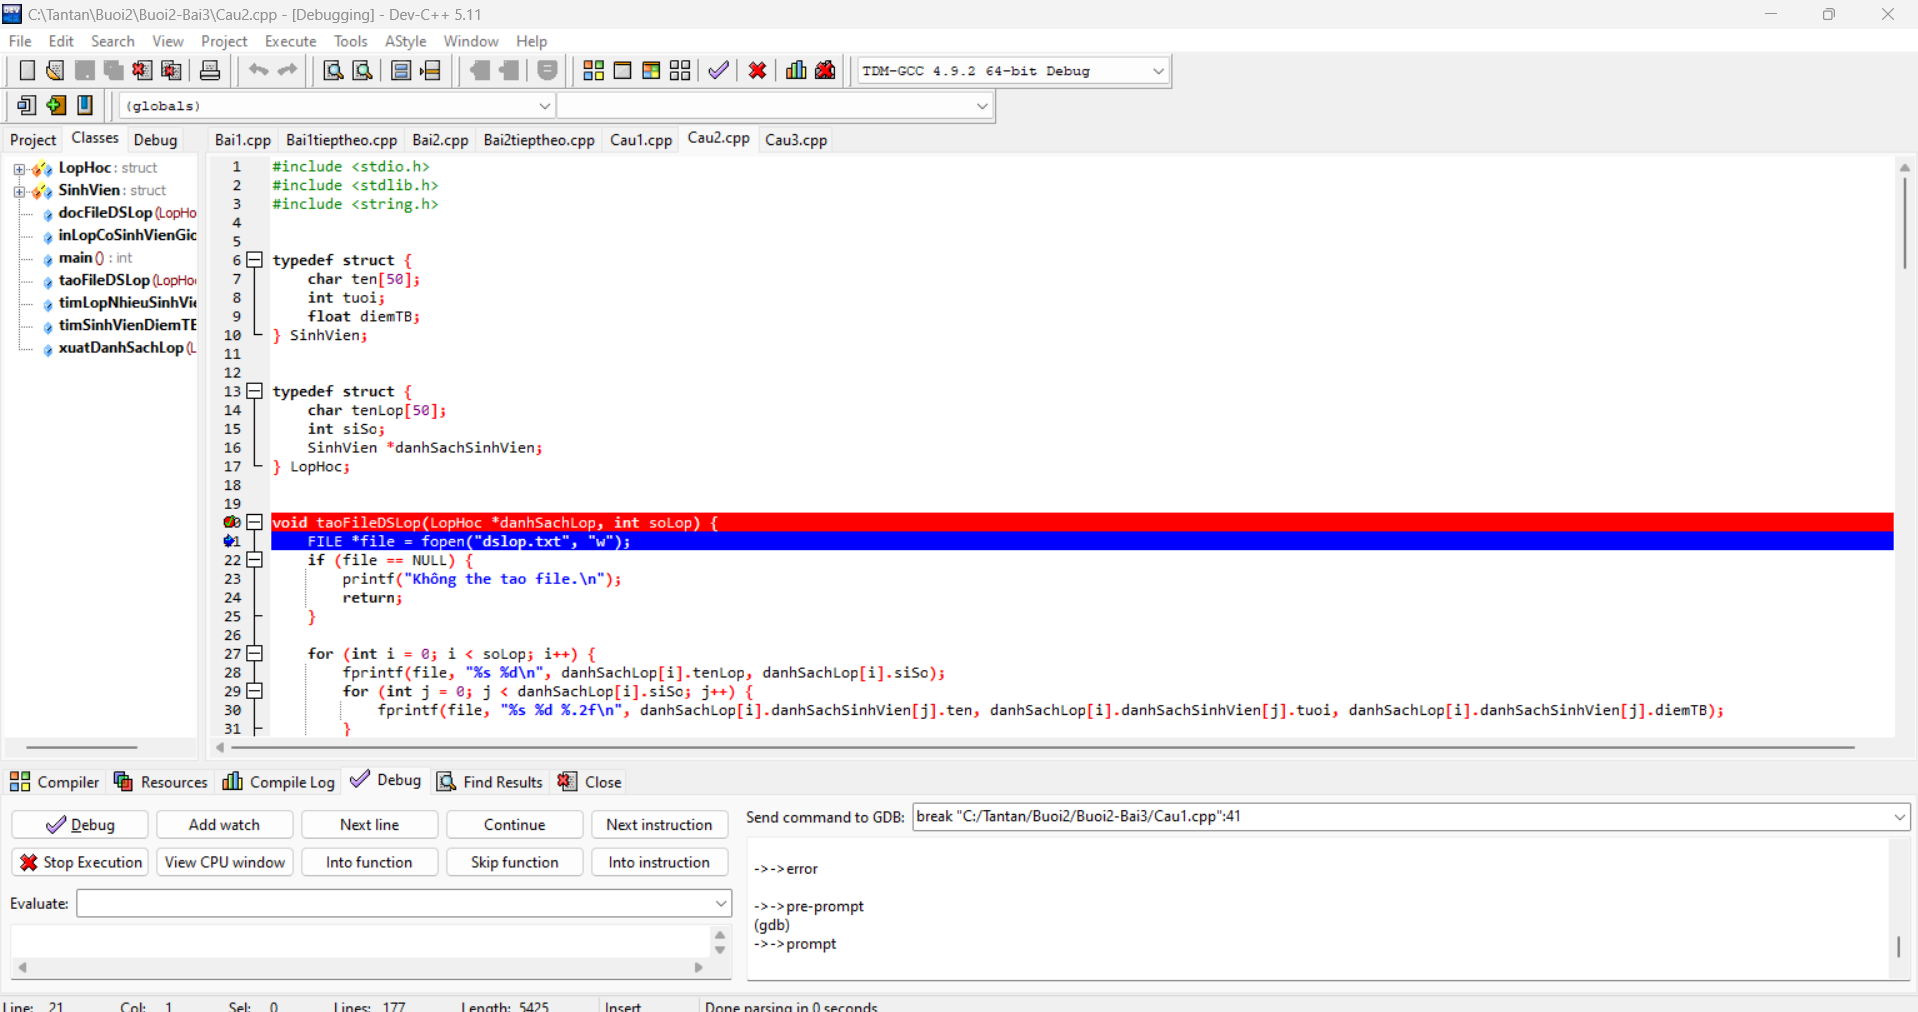 C:\Tantan\Buoi2\Buoi2-Bai3\Cau2.cpp - [Debugging] - Dev-C++ 5.11
File Edit Search View Project Execute Tools AStyle Window Help
TDM-GCC 4.9.2 64-bit Debug
(globals)
Project Classes Debug
Bai1.cpp Bai1tieptheo.cpp Bai2.cpp Bai2tieptheo.cpp Cau1.cpp Cau2.cpp Cau3.cpp
LopHoc : struct
SinhVien : struct
docFileDSLop (LopHo
inLopCoSinhVienGio
main () : int
taoFileDSLop (LopHo
timLopNhieuSinhVie
timSinhVienDiemTB
xuatDanhSachLop (L
1 #include <stdio.h>
2 #include <stdlib.h>
3 #include <string.h>
4
5
6 typedef struct {
7 char ten[50];
8 int tuoi;
9 float diemTB;
10 } SinhVien;
11
12
13 typedef struct {
14 char tenLop[50];
15 int siSo;
16 SinhVien *danhSachSinhVien;
17 } LopHoc;
18
19
void taoFileDSLop(LopHoc *danhSachLop, int soLop) {
FILE *file = fopen("dslop.txt", "w");
22 if (file == NULL) {
23 printf("Không the tao file.\n");
24 return;
25 }
26
27 for (int i = 0; i < soLop; i++) {
28 fprintf(file, "%s %d\n", danhSachLop[i].tenLop, danhSachLop[i].siSo);
29 for (int j = 0; j < danhSachLop[i].siSo; j++) {
30 fprintf(file, "%s %d %.2f\n", danhSachLop[i].danhSachSinhVien[j].ten, danhSachLop[i].danhSachSinhVien[j].tuoi, danhSachLop[i].danhSachSinhVien[j].diemTB);
31 }
Compiler Resources Compile Log Debug Find Results Close
Debug Add watch Next line Continue Next instruction
Stop Execution View CPU window Into function Skip function Into instruction
Evaluate:
Send command to GDB: break "C:/Tantan/Buoi2/Buoi2-Bai3/Cau1.cpp":41
->->error
->->pre-prompt
(gdb)
->->prompt
Line: 21 Col: 1 Sel: 0 Lines: 177 Length: 5425 Insert Done parsing in 0 seconds